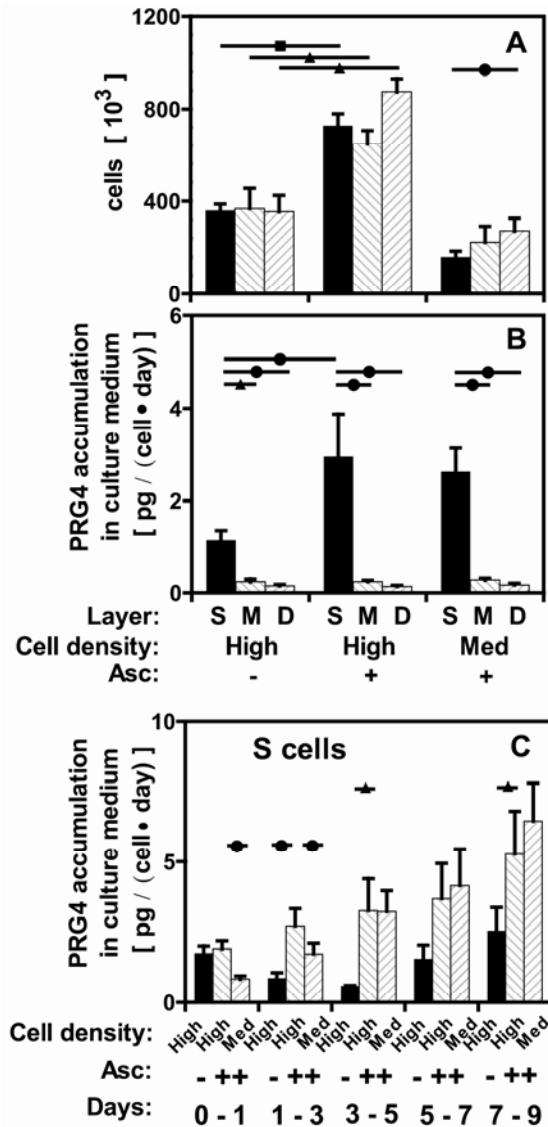 1200
A
800
400
0
cells [ 10³ ]
6
B
4
2
0
PRG4 accumulation
in culture medium
[ pg / (cell • day) ]
Layer: S M D S M D S M D
Cell density: High High Med
Asc: - + +
10
S cells C
5
0
PRG4 accumulation
in culture medium
[ pg / (cell • day) ]
Cell density: High High Med High High Med High High Med High High Med High High Med
Asc: - ++ - ++ - ++ - ++ - ++
Days: 0 - 1 1 - 3 3 - 5 5 - 7 7 - 9